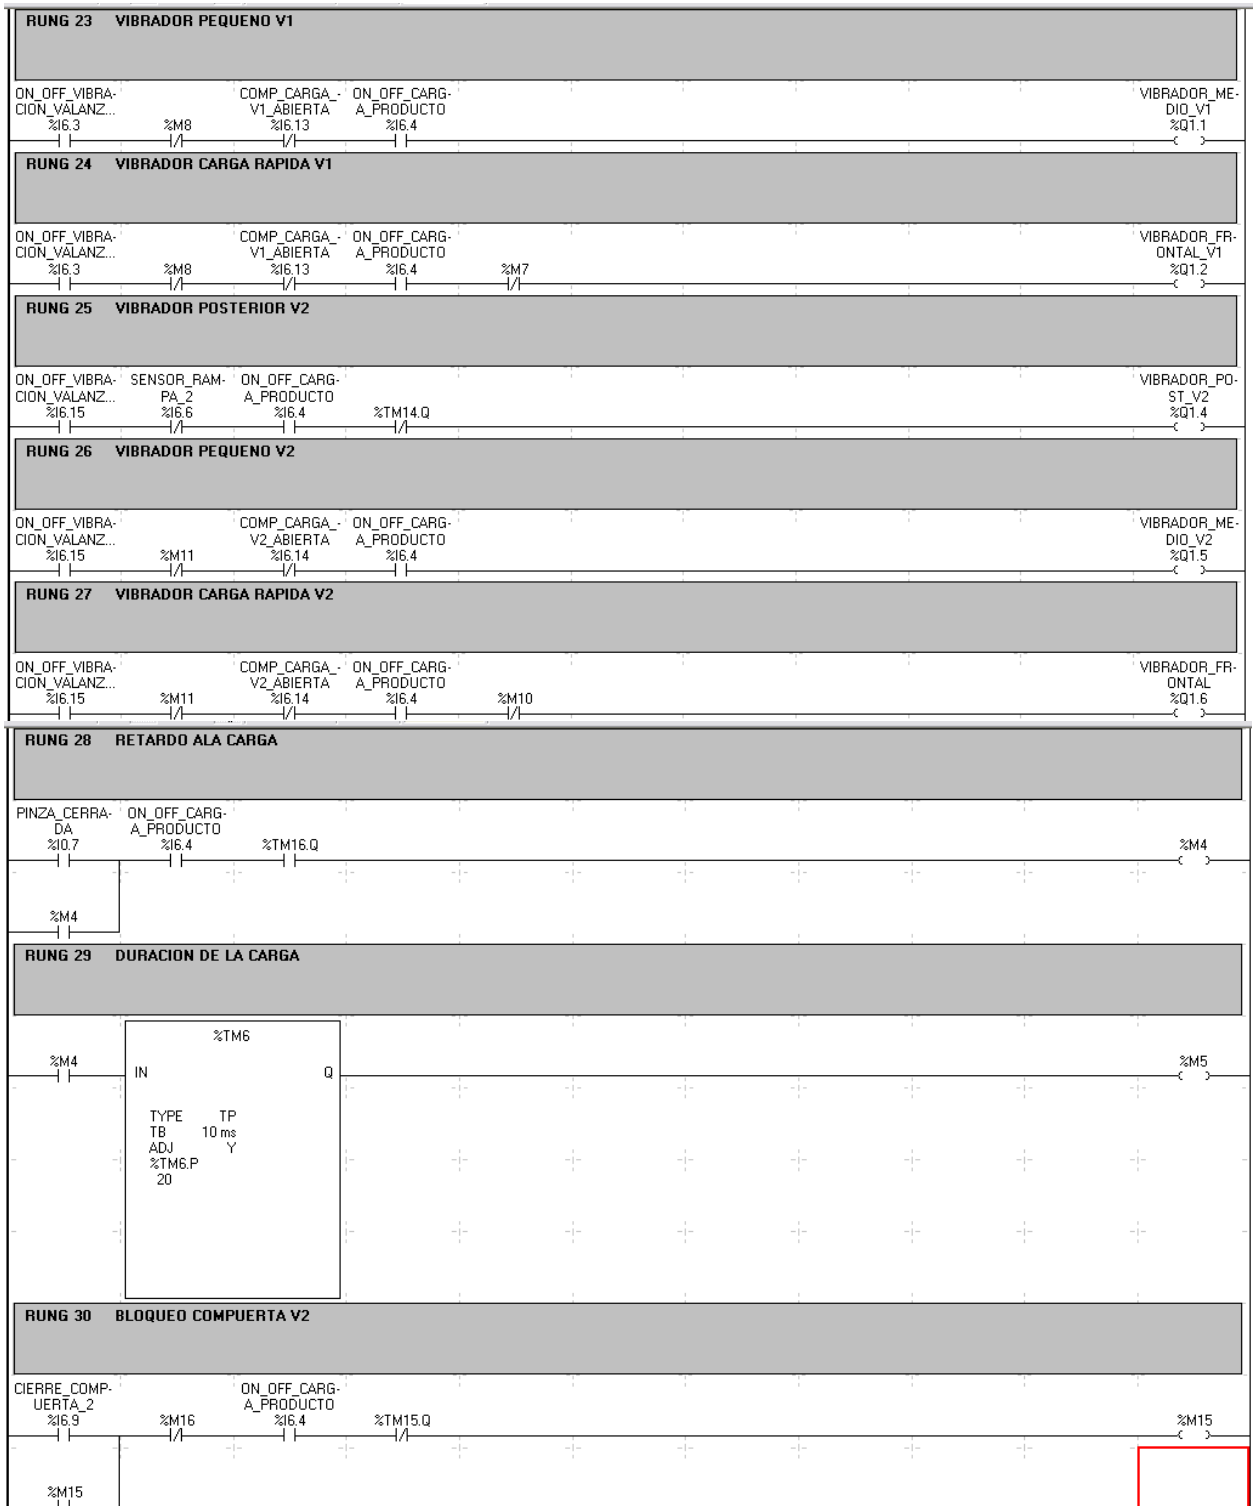 RUNG 23 VIBRADOR PEQUENO V1
ON_OFF_VIBRA- COMP_CARGA_- ON_OFF_CARG- VIBRADOR_ME-
CION_VALANZ... V1_ABIERTA A_PRODUCTO DIO_V1
%I6.3 %M8 %I6.13 %I6.4 %Q1.1
RUNG 24 VIBRADOR CARGA RAPIDA V1
ON_OFF_VIBRA- COMP_CARGA_- ON_OFF_CARG- VIBRADOR_FR-
CION_VALANZ... V1_ABIERTA A_PRODUCTO ONTAL_V1
%I6.3 %M8 %I6.13 %I6.4 %M7 %Q1.2
RUNG 25 VIBRADOR POSTERIOR V2
ON_OFF_VIBRA- SENSOR_RAM- ON_OFF_CARG- VIBRADOR_PO-
CION_VALANZ... PA_2 A_PRODUCTO ST_V2
%I6.15 %I6.6 %I6.4 %TM14.Q %Q1.4
RUNG 26 VIBRADOR PEQUENO V2
ON_OFF_VIBRA- COMP_CARGA_- ON_OFF_CARG- VIBRADOR_ME-
CION_VALANZ... V2_ABIERTA A_PRODUCTO DIO_V2
%I6.15 %M11 %I6.14 %I6.4 %Q1.5
RUNG 27 VIBRADOR CARGA RAPIDA V2
ON_OFF_VIBRA- COMP_CARGA_- ON_OFF_CARG- VIBRADOR_FR-
CION_VALANZ... V2_ABIERTA A_PRODUCTO ONTAL
%I6.15 %M11 %I6.14 %I6.4 %M10 %Q1.6
RUNG 28 RETARDO ALA CARGA
PINZA_CERRA- ON_OFF_CARG-
DA A_PRODUCTO
%I0.7 %I6.4 %TM16.Q %M4
%M4
RUNG 29 DURACION DE LA CARGA
%TM6
%M4 %M5
IN Q
TYPE TP
TB 10 ms
ADJ Y
%TM6.P
20
RUNG 30 BLOQUEO COMPUERTA V2
CIERRE_COMP- ON_OFF_CARG-
UERTA_2 A_PRODUCTO
%I6.9 %M16 %I6.4 %TM15.Q %M15
%M15